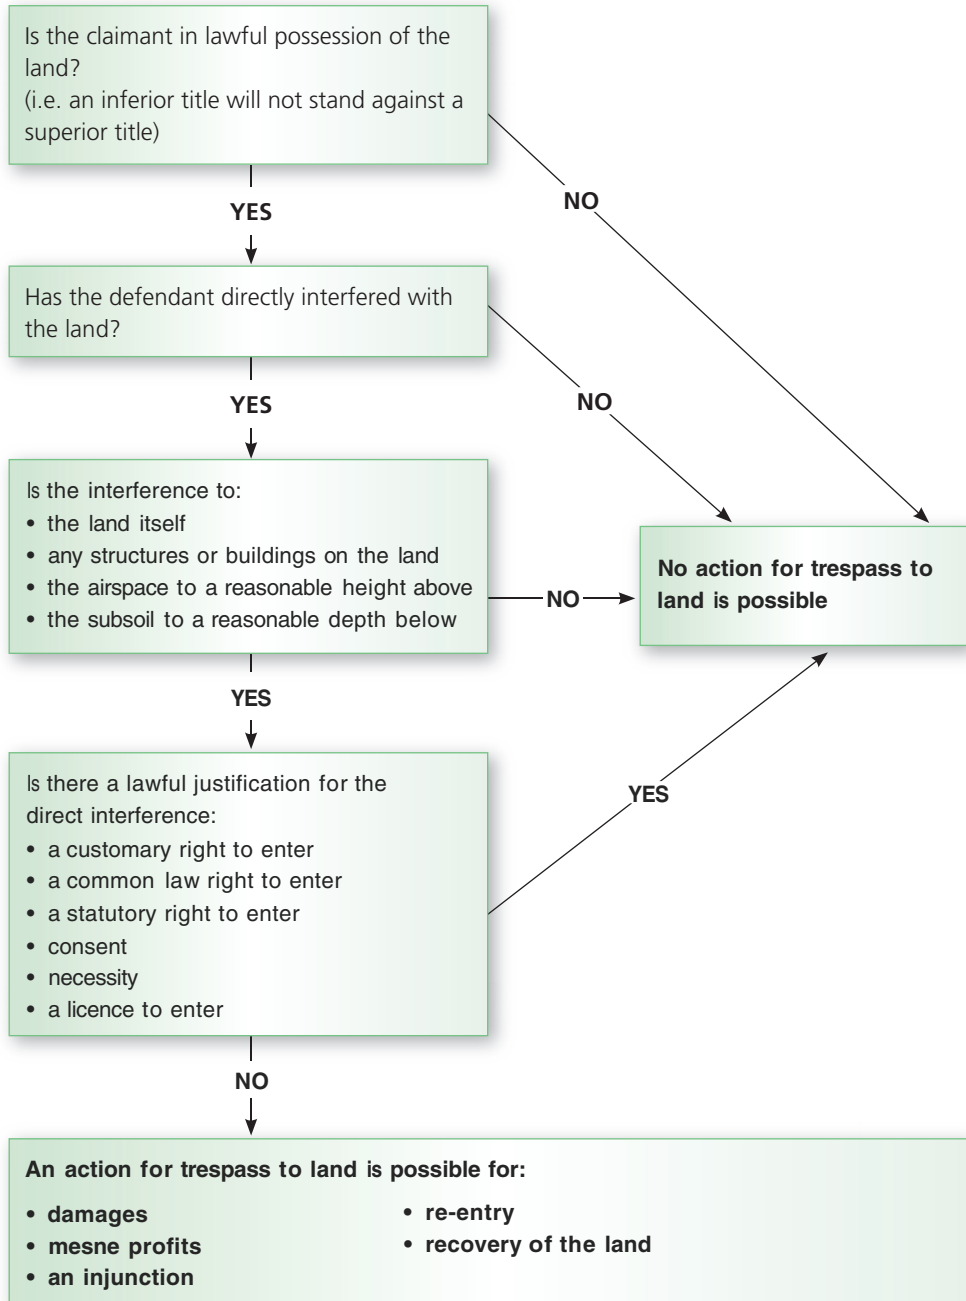 Is the claimant in lawful possession of the
land?
(i.e. an inferior title will not stand against a
superior title)
NO
YES
Has the defendant directly interfered with
the land?
NO
YES
Is the interference to:
• the land itself
• any structures or buildings on the land
• the airspace to a reasonable height above
• the subsoil to a reasonable depth below
NO
No action for trespass to
land is possible
YES
Is there a lawful justification for the
direct interference:
• a customary right to enter
• a common law right to enter
• a statutory right to enter
• consent
• necessity
• a licence to enter
YES
NO
An action for trespass to land is possible for:
• damages
• mesne profits
• an injunction
• re-entry
• recovery of the land